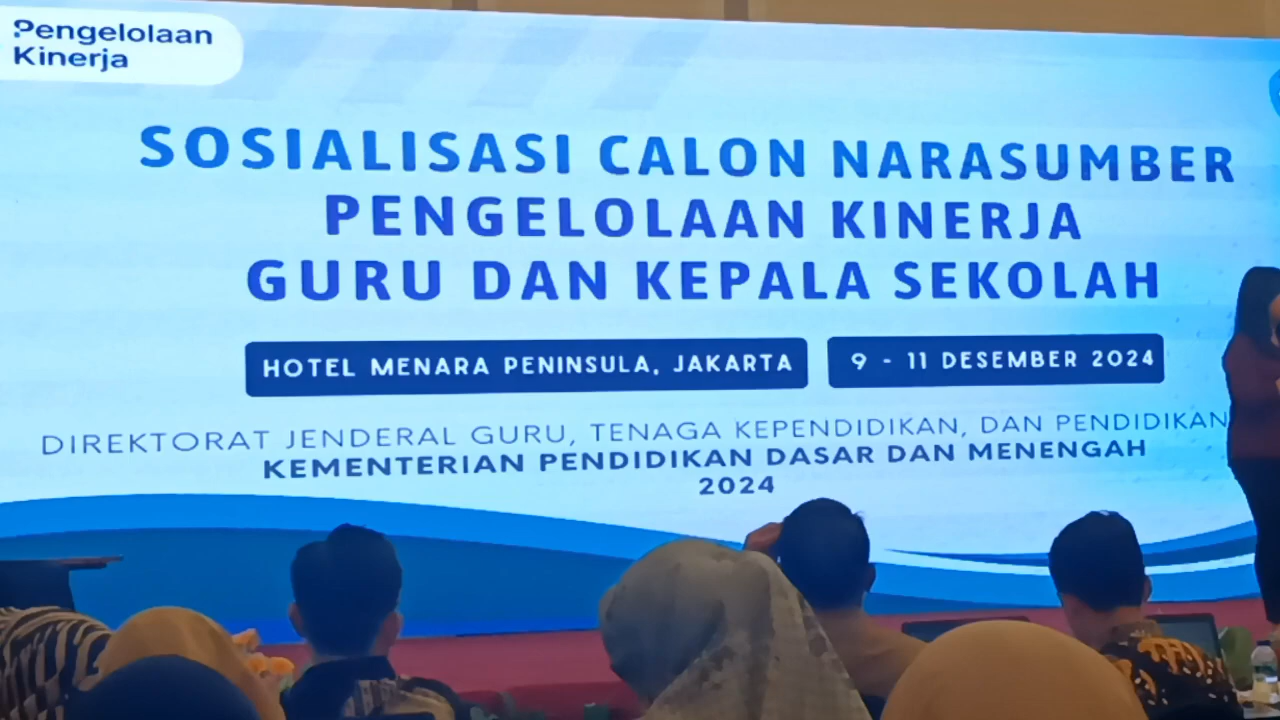 Pengelolaan
Kinerja
SOSIALISASI CALON NARASUMBER
PENGELOLAAN KINERJA
GURU DAN KEPALA SEKOLAH
HOTEL MENARA PENINSULA, JAKARTA
9 - 11 DESEMBER 2024
DIREKTORAT JENDERAL GURU, TENAGA KEPENDIDIKAN, DAN PENDIDIKAN
KEMENTERIAN PENDIDIKAN DASAR DAN MENENGAH
2024